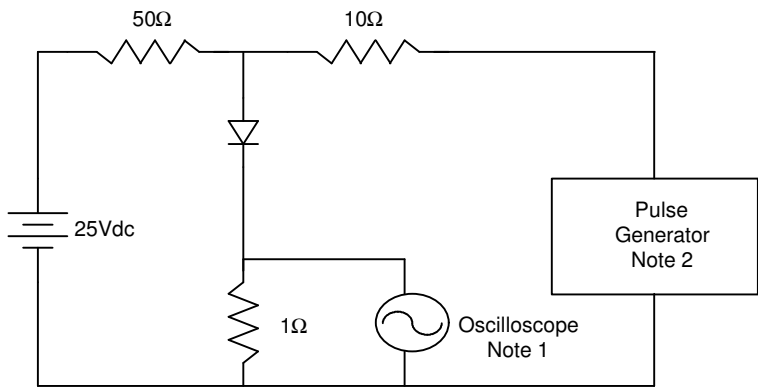 50Ω
10Ω
25Vdc
Pulse
Generator
Note 2
1Ω
Oscilloscope
Note 1